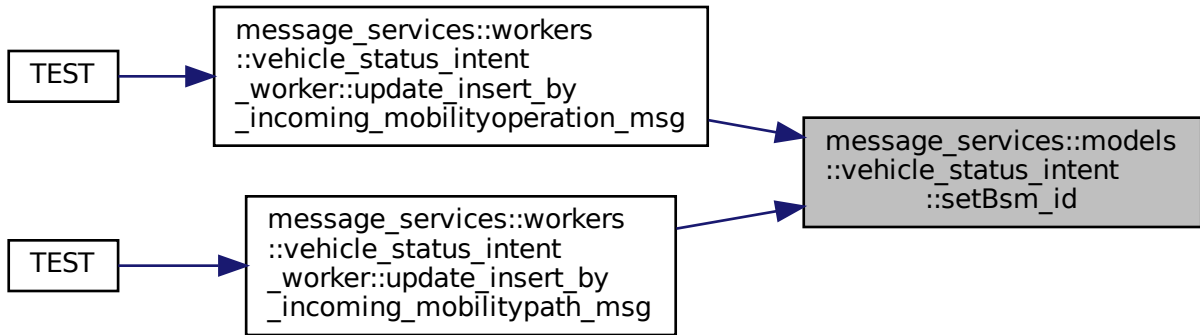 TEST
message_services::workers
::vehicle_status_intent
_worker::update_insert_by
_incoming_mobilityoperation_msg
message_services::models
::vehicle_status_intent
::setBsm_id
TEST
message_services::workers
::vehicle_status_intent
_worker::update_insert_by
_incoming_mobilitypath_msg